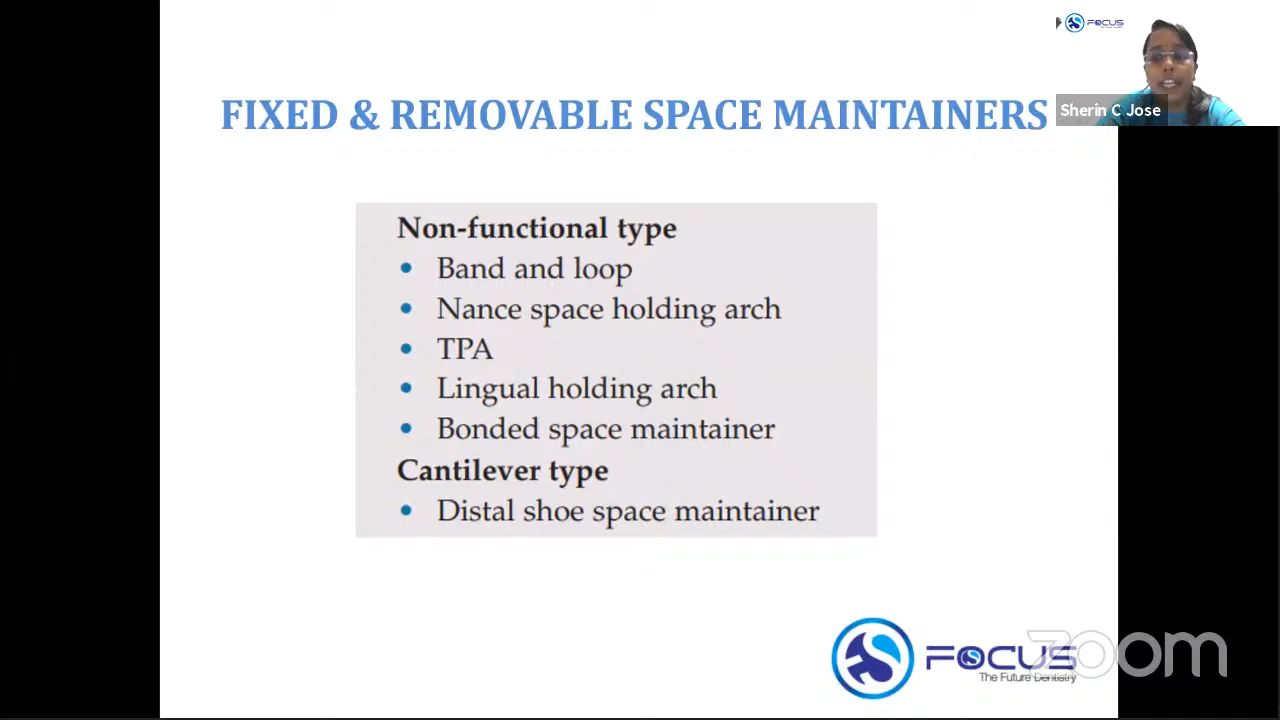 FOCUS
FIXED & REMOVABLE SPACE MAINTAINERS
Sherin C Jose
Non-functional type
• Band and loop
• Nance space holding arch
• TPA
• Lingual holding arch
• Bonded space maintainer
Cantilever type
• Distal shoe space maintainer
FOCUS
The Future Dentistry
zoom